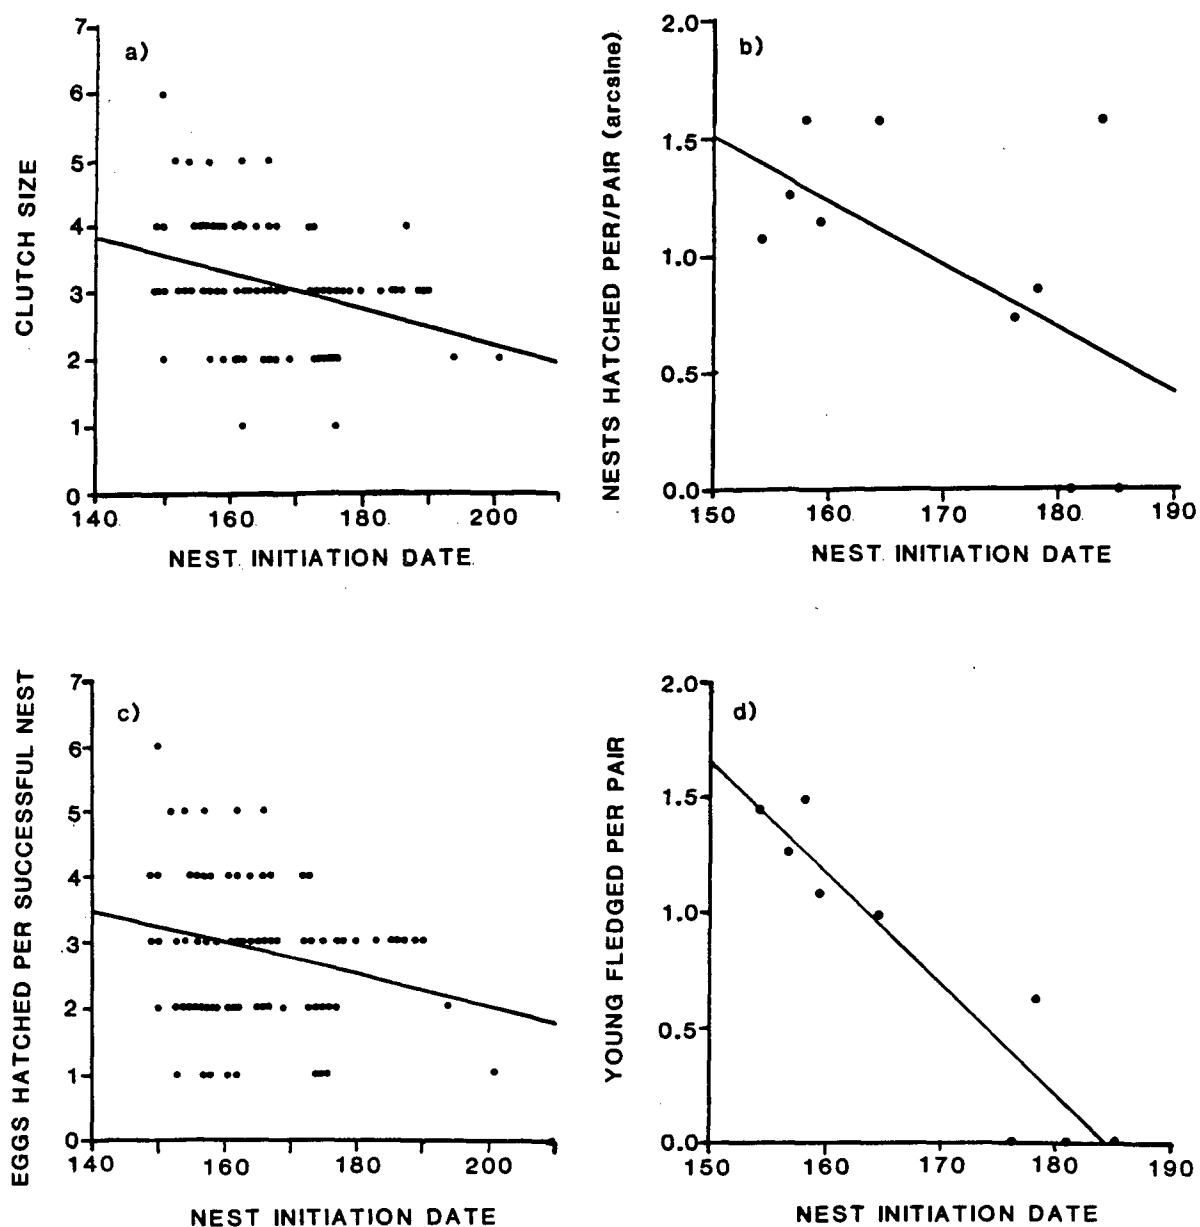 a)
CLUTCH SIZE
7
6
5
4
3
2
1
0
140 160 180 200
NEST INITIATION DATE
b)
NESTS HATCHED PER/PAIR (arcsine)
2.0
1.5
1.0
0.5
0.0
150 160 170 180 190
NEST INITIATION DATE
c)
EGGS HATCHED PER SUCCESSFUL NEST
7
6
5
4
3
2
1
0
140 160 180 200
NEST INITIATION DATE
d)
YOUNG FLEDGED PER PAIR
2.0
1.5
1.0
0.5
0.0
150 160 170 180 190
NEST INITIATION DATE